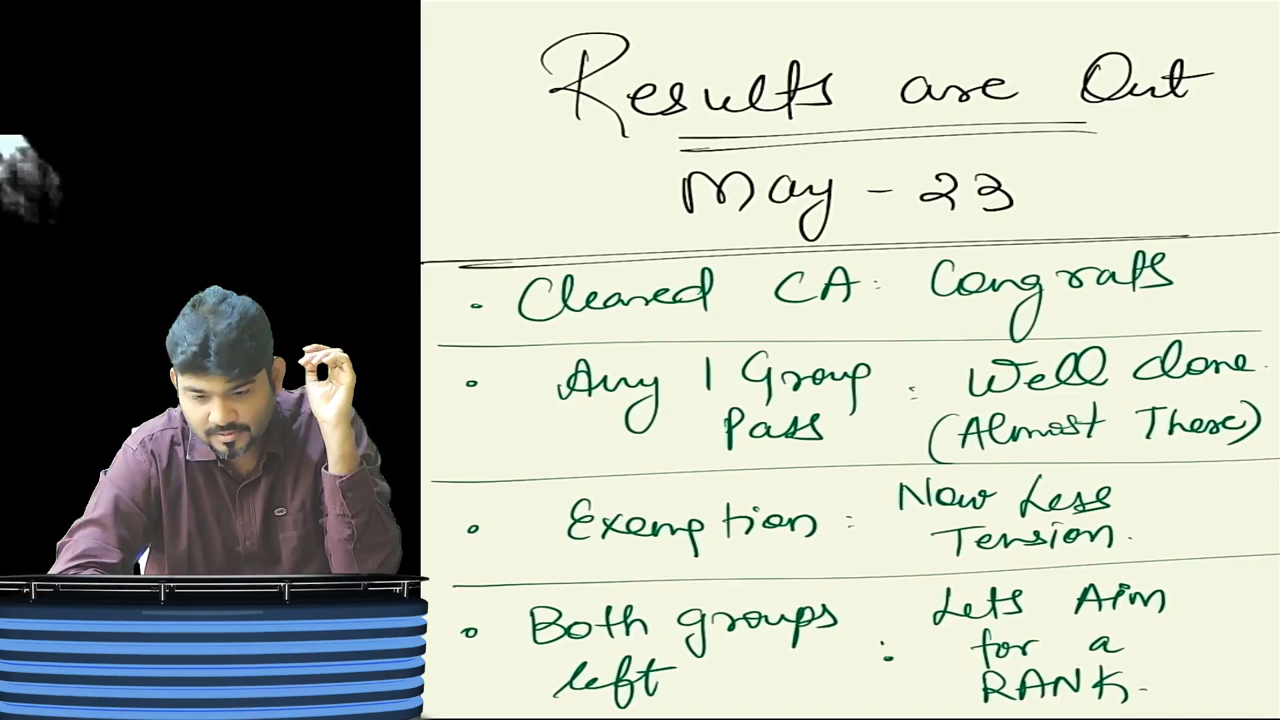 Results are Out
May - 23
• Cleared CA : Congrats
• Any 1 Group Pass : Well done. (Almost There)
• Exemption : Now Less Tension.
• Both groups left : Lets Aim for a RANK.